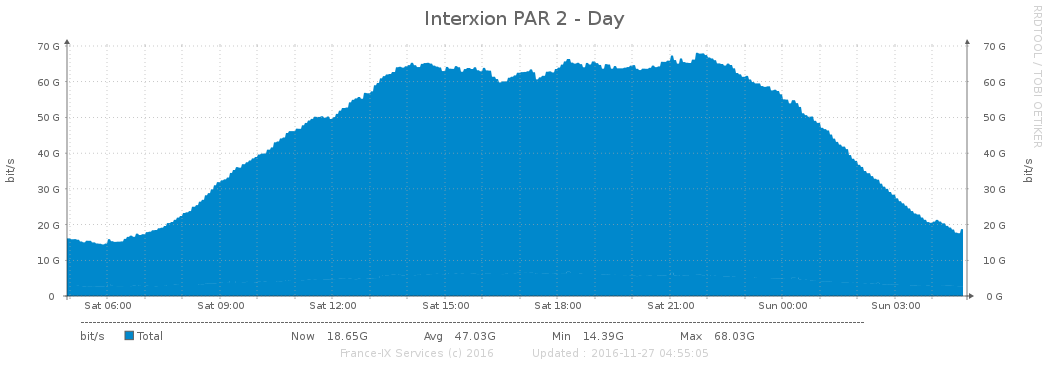 Interxion PAR 2 - Day
RRDTOOL / TOBI OETIKER
70 G 70 G
60 G 60 G
50 G 50 G
40 G 40 G
30 G 30 G
20 G 20 G
10 G 10 G
0 0 G
bit/s
bit/s
Sat 06:00 Sat 09:00 Sat 12:00 Sat 15:00 Sat 18:00 Sat 21:00 Sun 00:00 Sun 03:00
bit/s Total Now 18.65G Avg 47.03G Min 14.39G Max 68.03G
France-IX Services (c) 2016 Updated : 2016-11-27 04:55:05